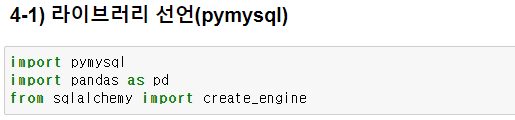 4-1) 라이브러리 선언(pymysql)
import pymysql
import pandas as pd
from sqlalchemy import create_engine